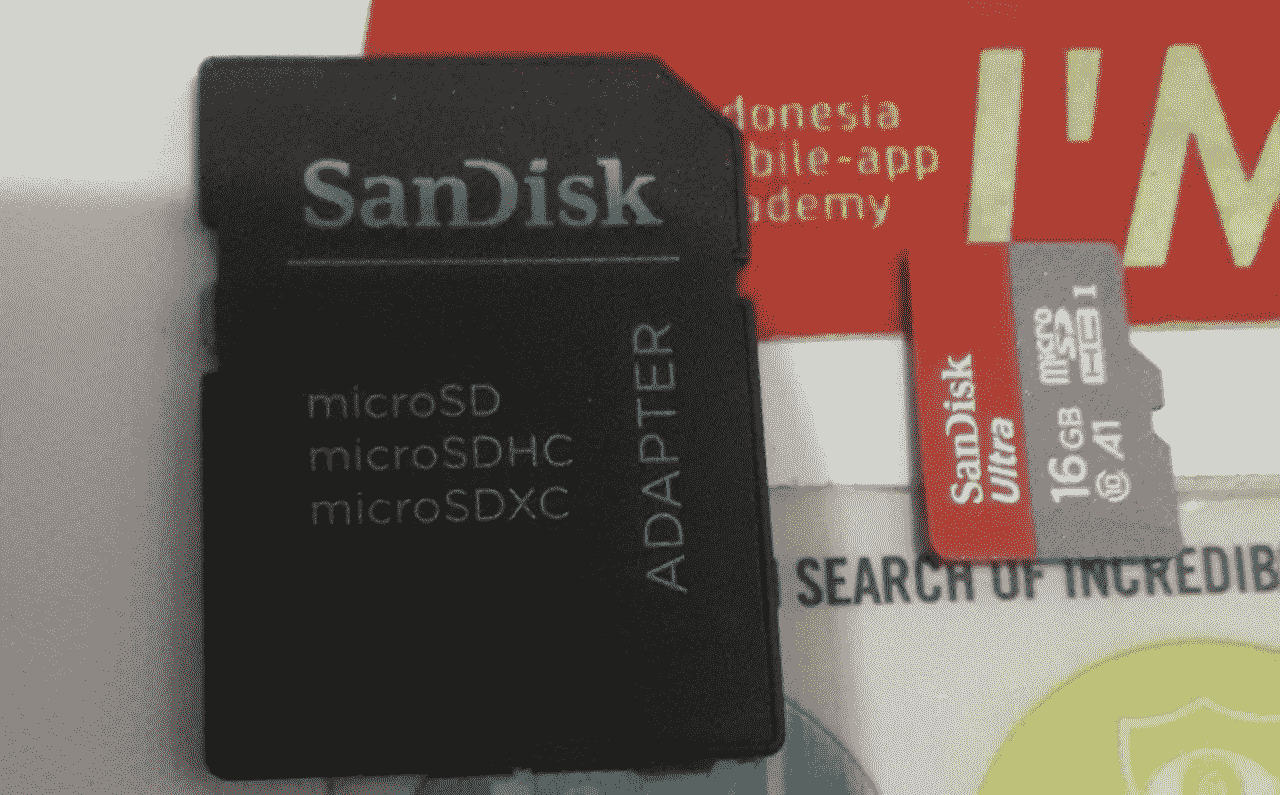 SanDisk
microSD
microSDHC
microSDXC
ADAPTER
donesia
bile-app
ademy
I'M
SanDisk
Ultra
micro
SD
HC I
16GB
10 A1
SEARCH OF INCREDIB